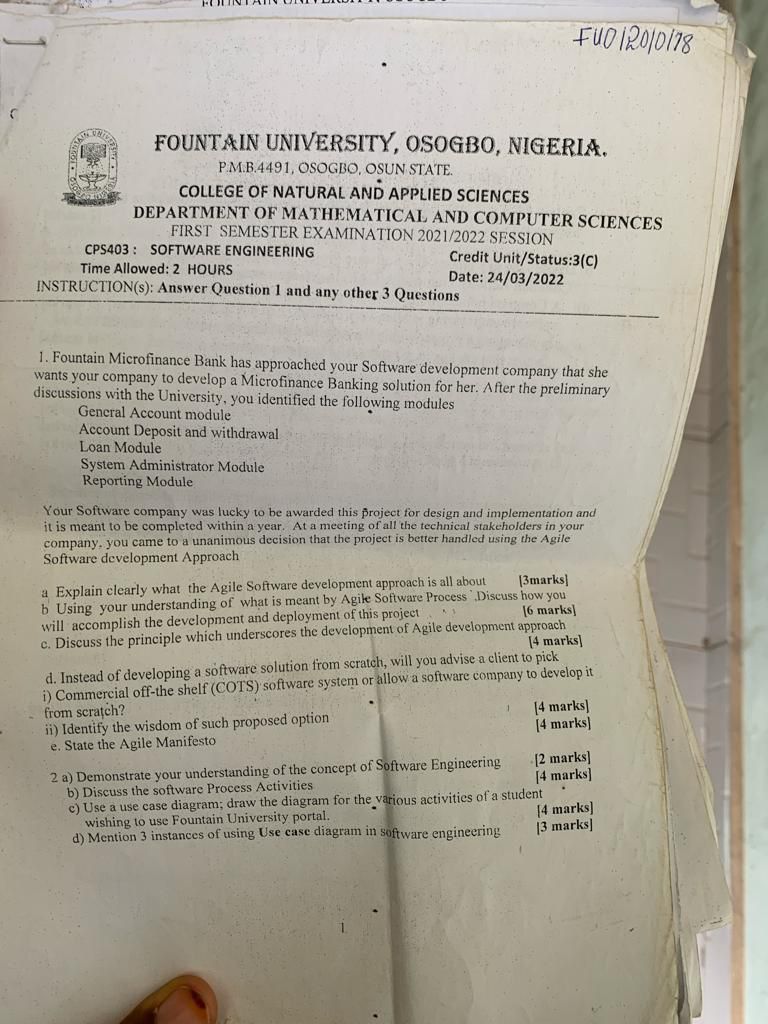 FUO/20/0178
FOUNTAIN UNIVERSITY, OSOGBO, NIGERIA.
P.M.B.4491, OSOGBO, OSUN STATE.
COLLEGE OF NATURAL AND APPLIED SCIENCES
DEPARTMENT OF MATHEMATICAL AND COMPUTER SCIENCES
FIRST SEMESTER EXAMINATION 2021/2022 SESSION
CPS403 : SOFTWARE ENGINEERING Credit Unit/Status:3(C)
Time Allowed: 2 HOURS Date: 24/03/2022
INSTRUCTION(s): Answer Question 1 and any other 3 Questions
1. Fountain Microfinance Bank has approached your Software development company that she
wants your company to develop a Microfinance Banking solution for her. After the preliminary
discussions with the University, you identified the following modules
General Account module
Account Deposit and withdrawal
Loan Module
System Administrator Module
Reporting Module
Your Software company was lucky to be awarded this project for design and implementation and
it is meant to be completed within a year. At a meeting of all the technical stakeholders in your
company, you came to a unanimous decision that the project is better handled using the Agile
Software development Approach
a Explain clearly what the Agile Software development approach is all about [3marks]
b Using your understanding of what is meant by Agile Software Process .Discuss how you
will accomplish the development and deployment of this project [6 marks]
c. Discuss the principle which underscores the development of Agile development approach
[4 marks]
d. Instead of developing a software solution from scratch, will you advise a client to pick
i) Commercial off-the shelf (COTS) software system or allow a software company to develop it
from scratch? [4 marks]
ii) Identify the wisdom of such proposed option [4 marks]
e. State the Agile Manifesto
2 a) Demonstrate your understanding of the concept of Software Engineering [2 marks]
b) Discuss the software Process Activities [4 marks]
c) Use a use case diagram; draw the diagram for the various activities of a student
wishing to use Fountain University portal. [4 marks]
d) Mention 3 instances of using Use case diagram in software engineering [3 marks]
1